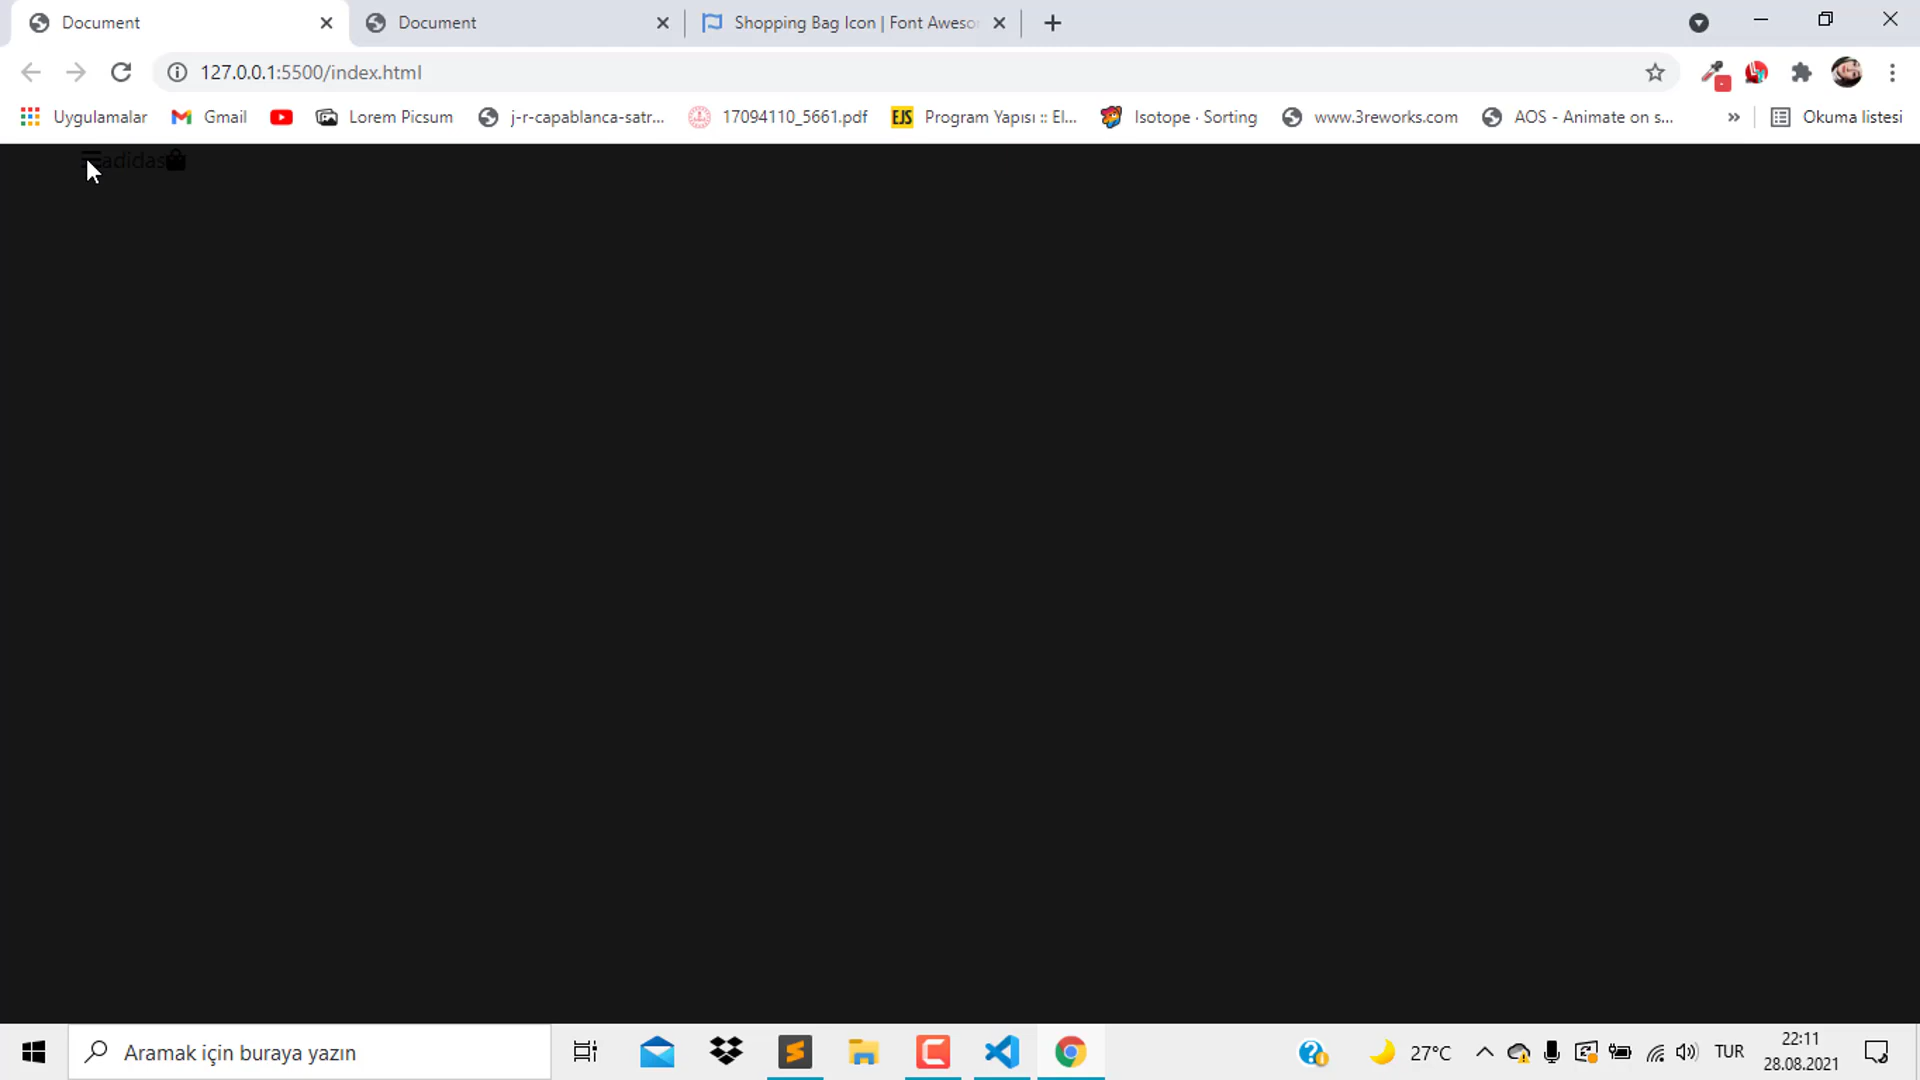 Document
Document
Shopping Bag Icon | Font Aweso
127.0.0.1:5500/index.html
Uygulamalar
Gmail
Lorem Picsum
j-r-capablanca-satr...
17094110_5661.pdf
EJS
Program Yapısı :: El...
Isotope · Sorting
www.3reworks.com
AOS - Animate on s...
»
Okuma listesi
adidas
Aramak için buraya yazın
27°C
TUR
22:11
28.08.2021